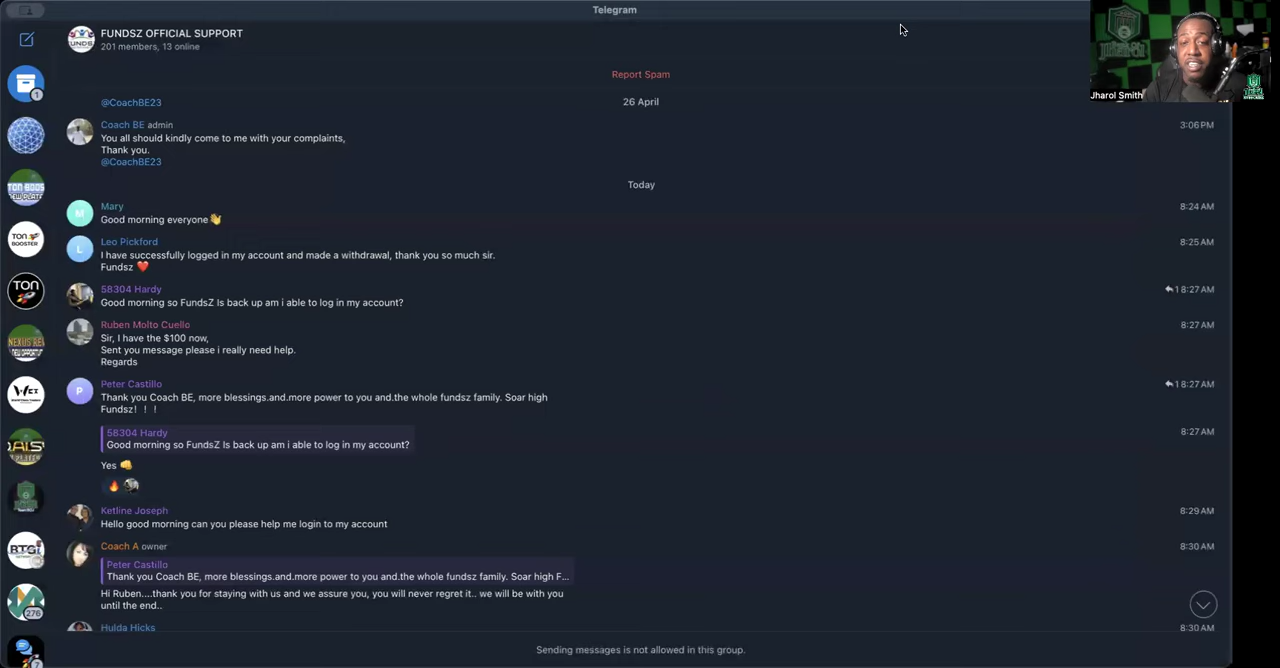 Telegram
FUNDSZ OFFICIAL SUPPORT
201 members, 13 online
Report Spam
@CoachBE23
26 April
Coach BE admin
3:06 PM
You all should kindly come to me with your complaints,
Thank you.
@CoachBE23
Today
Mary
8:24 AM
Good morning everyone👋
Leo Pickford
8:25 AM
I have successfully logged in my account and made a withdrawal, thank you so much sir.
Fundsz ❤️
58304 Hardy
1 8:27 AM
Good morning so FundsZ Is back up am i able to log in my account?
Ruben Molto Cuello
8:27 AM
Sir, I have the $100 now,
Sent you message please i really need help.
Regards
Peter Castillo
1 8:27 AM
Thank you Coach BE, more blessings.and.more power to you and.the whole fundsz family. Soar high
Fundsz! ! !
58304 Hardy
8:27 AM
Good morning so FundsZ Is back up am i able to log in my account?
Yes 👊
Ketline Joseph
8:29 AM
Hello good morning can you please help me login to my account
Coach A owner
8:30 AM
Peter Castillo
Thank you Coach BE, more blessings.and.more power to you and.the whole fundsz family. Soar high F...
Hi Ruben....thank you for staying with us and we assure you, you will never regret it.. we will be with you
until the end..
Hulda Hicks
8:30 AM
Sending messages is not allowed in this group.
Jharol Smith
1
TON BOOS
TON
BOOSTER
TON
M
L
P
276
7